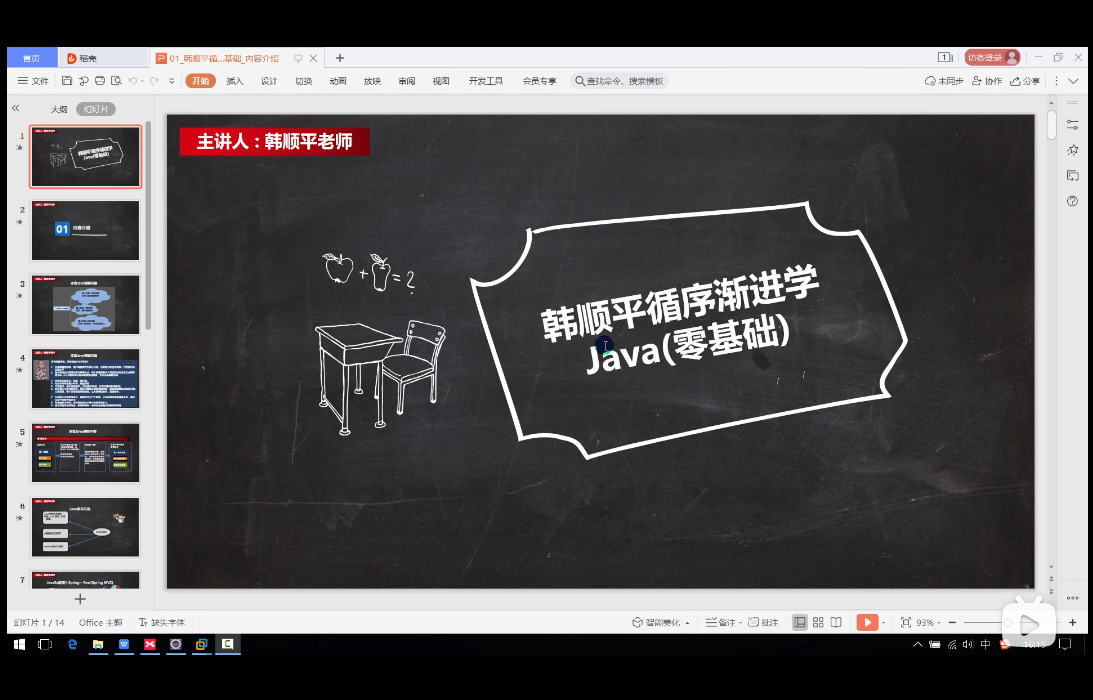 首页
稻壳
01_韩顺平循...基础_内容介绍
1
访客登录
文件
开始
插入
设计
切换
动画
放映
审阅
视图
开发工具
会员专享
查找命令、搜索模板
未同步
协作
分享
大纲
幻灯片
主讲人：韩顺平老师
+
= ?
韩顺平循序渐进学
Java(零基础)
1
2
01
内容介绍
3
4
5
6
7
幻灯片 1 / 14
Office 主题
缺失字体
智能美化
备注
批注
93%
中
16:15